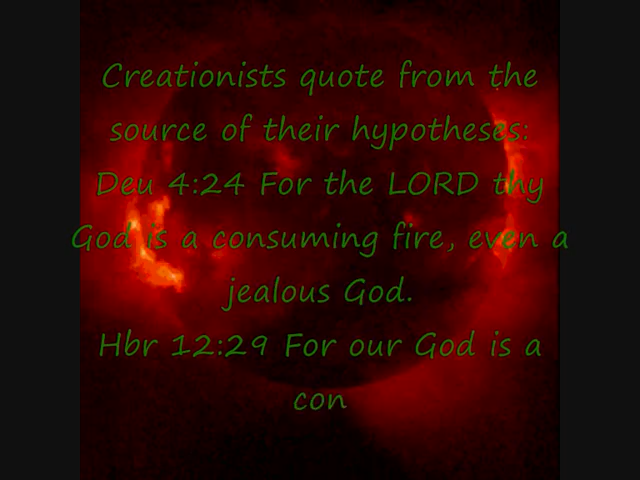 Creationists quote from the
source of their hypotheses:
Deu 4:24 For the LORD thy
God is a consuming fire, even a
jealous God.
Hbr 12:29 For our God is a
con